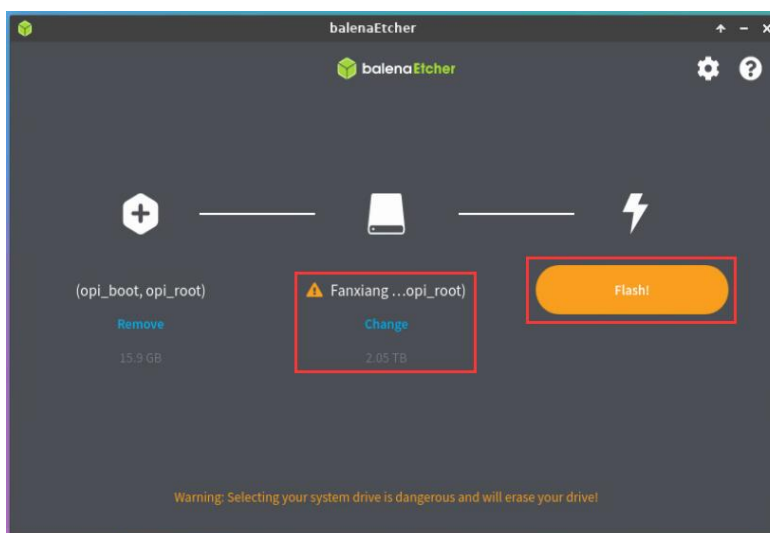 balenaEtcher
balenaEtcher
(opi_boot, opi_root)
Remove
15.9 GB
Fanxiang ...opi_root)
Change
2.05 TB
Flash!
Warning: Selecting your system drive is dangerous and will erase your drive!